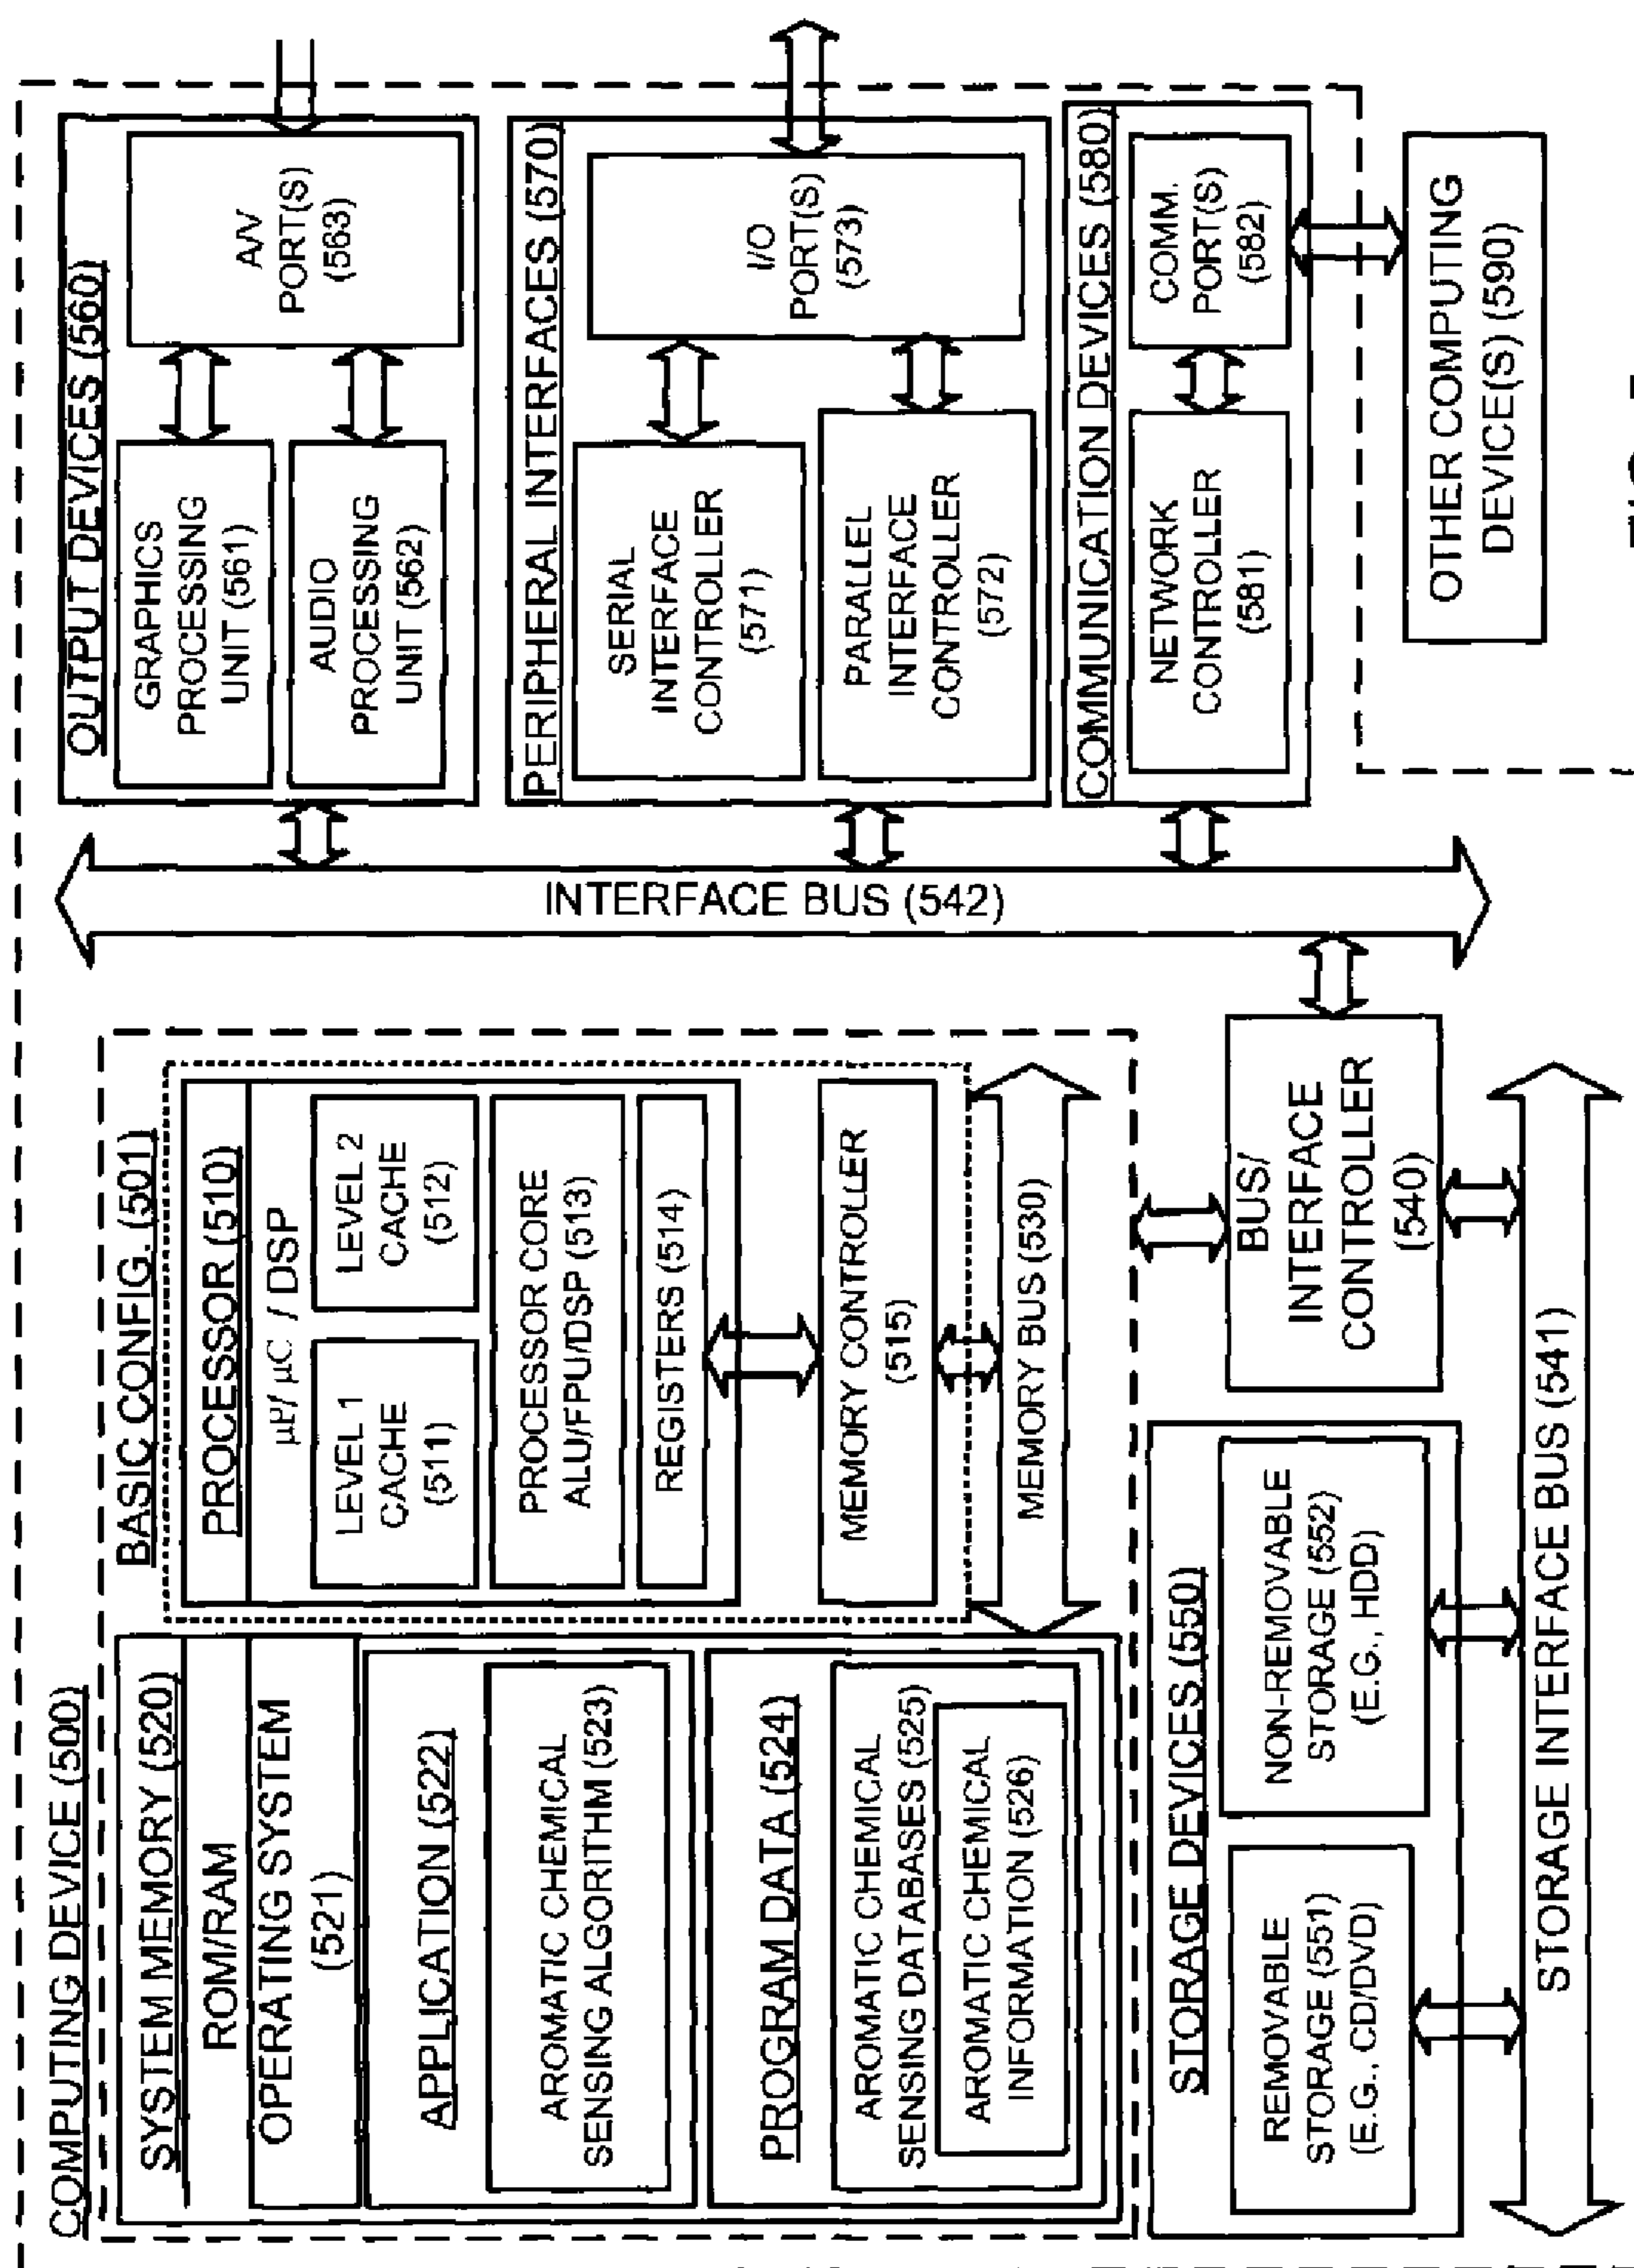 COMPUTING DEVICE (500)
BASIC CONFIG. (501)
SYSTEM MEMORY (520)
ROM/RAM
OPERATING SYSTEM
(521)
APPLICATION (522)
AROMATIC CHEMICAL
SENSING ALGORITHM (523)
PROGRAM DATA (524)
AROMATIC CHEMICAL
SENSING DATABASES (525)
AROMATIC CHEMICAL
INFORMATION (526)
PROCESSOR (510)
µP/ µC / DSP
LEVEL 1
CACHE
(511)
LEVEL 2
CACHE
(512)
PROCESSOR CORE
ALU/FPU/DSP (513)
REGISTERS (514)
MEMORY CONTROLLER
(515)
MEMORY BUS (530)
BUS/
INTERFACE
CONTROLLER
(540)
STORAGE DEVICES (550)
REMOVABLE
STORAGE (551)
(E.G., CD/DVD)
NON-REMOVABLE
STORAGE (552)
(E.G., HDD)
STORAGE INTERFACE BUS (541)
INTERFACE BUS (542)
OUTPUT DEVICES (560)
GRAPHICS
PROCESSING
UNIT (561)
AUDIO
PROCESSING
UNIT (562)
A/V
PORT(S)
(563)
PERIPHERAL INTERFACES (570)
SERIAL
INTERFACE
CONTROLLER
(571)
PARALLEL
INTERFACE
CONTROLLER
(572)
I/O
PORT(S)
(573)
COMMUNICATION DEVICES (580)
NETWORK
CONTROLLER
(581)
COMM.
PORT(S)
(582)
OTHER COMPUTING
DEVICE(S) (590)